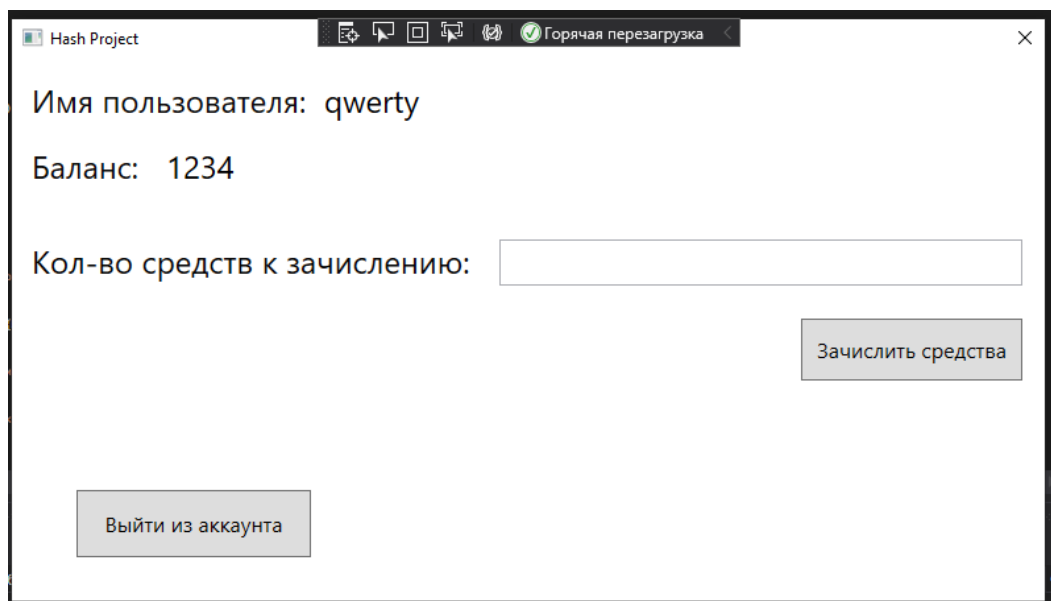 Hash Project
Горячая перезагрузка
Имя пользователя: qwerty
Баланс: 1234
Кол-во средств к зачислению:
Зачислить средства
Выйти из аккаунта